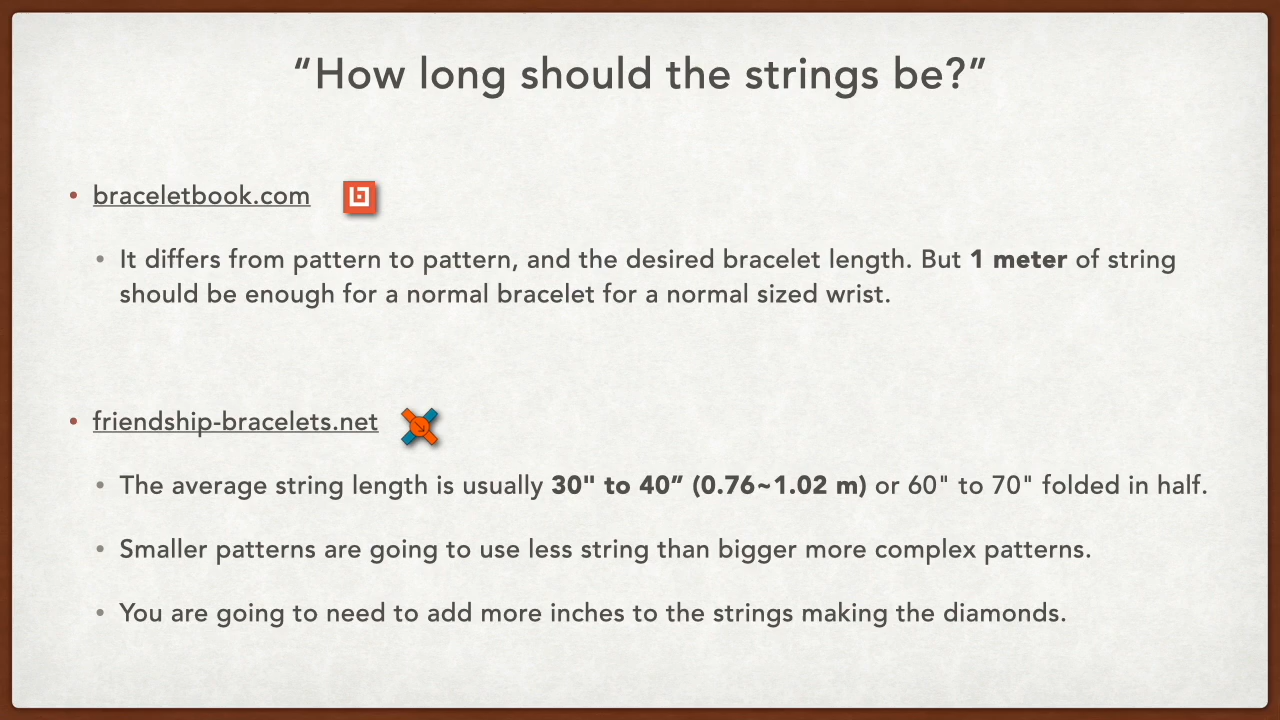 “How long should the strings be?”
• braceletbook.com
• It differs from pattern to pattern, and the desired bracelet length. But 1 meter of string
should be enough for a normal bracelet for a normal sized wrist.
• friendship-bracelets.net
• The average string length is usually 30" to 40” (0.76~1.02 m) or 60" to 70" folded in half.
• Smaller patterns are going to use less string than bigger more complex patterns.
• You are going to need to add more inches to the strings making the diamonds.